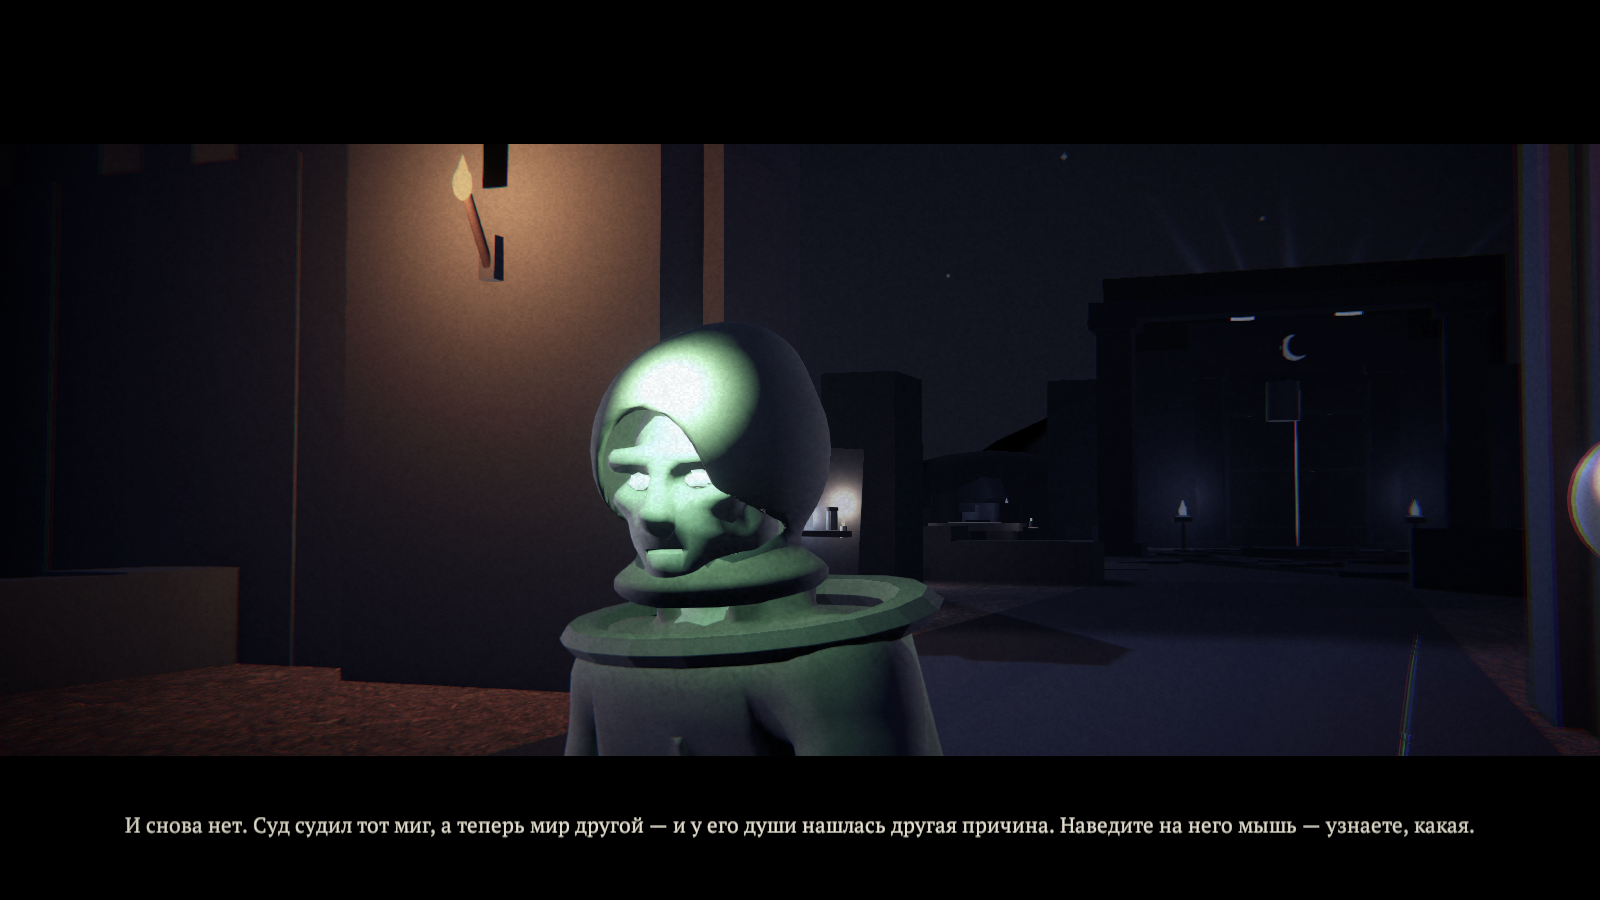 И снова нет. Суд судил тот миг, а теперь мир другой — и у его души нашлась другая причина. Наведите на него мышь — узнаете, какая.